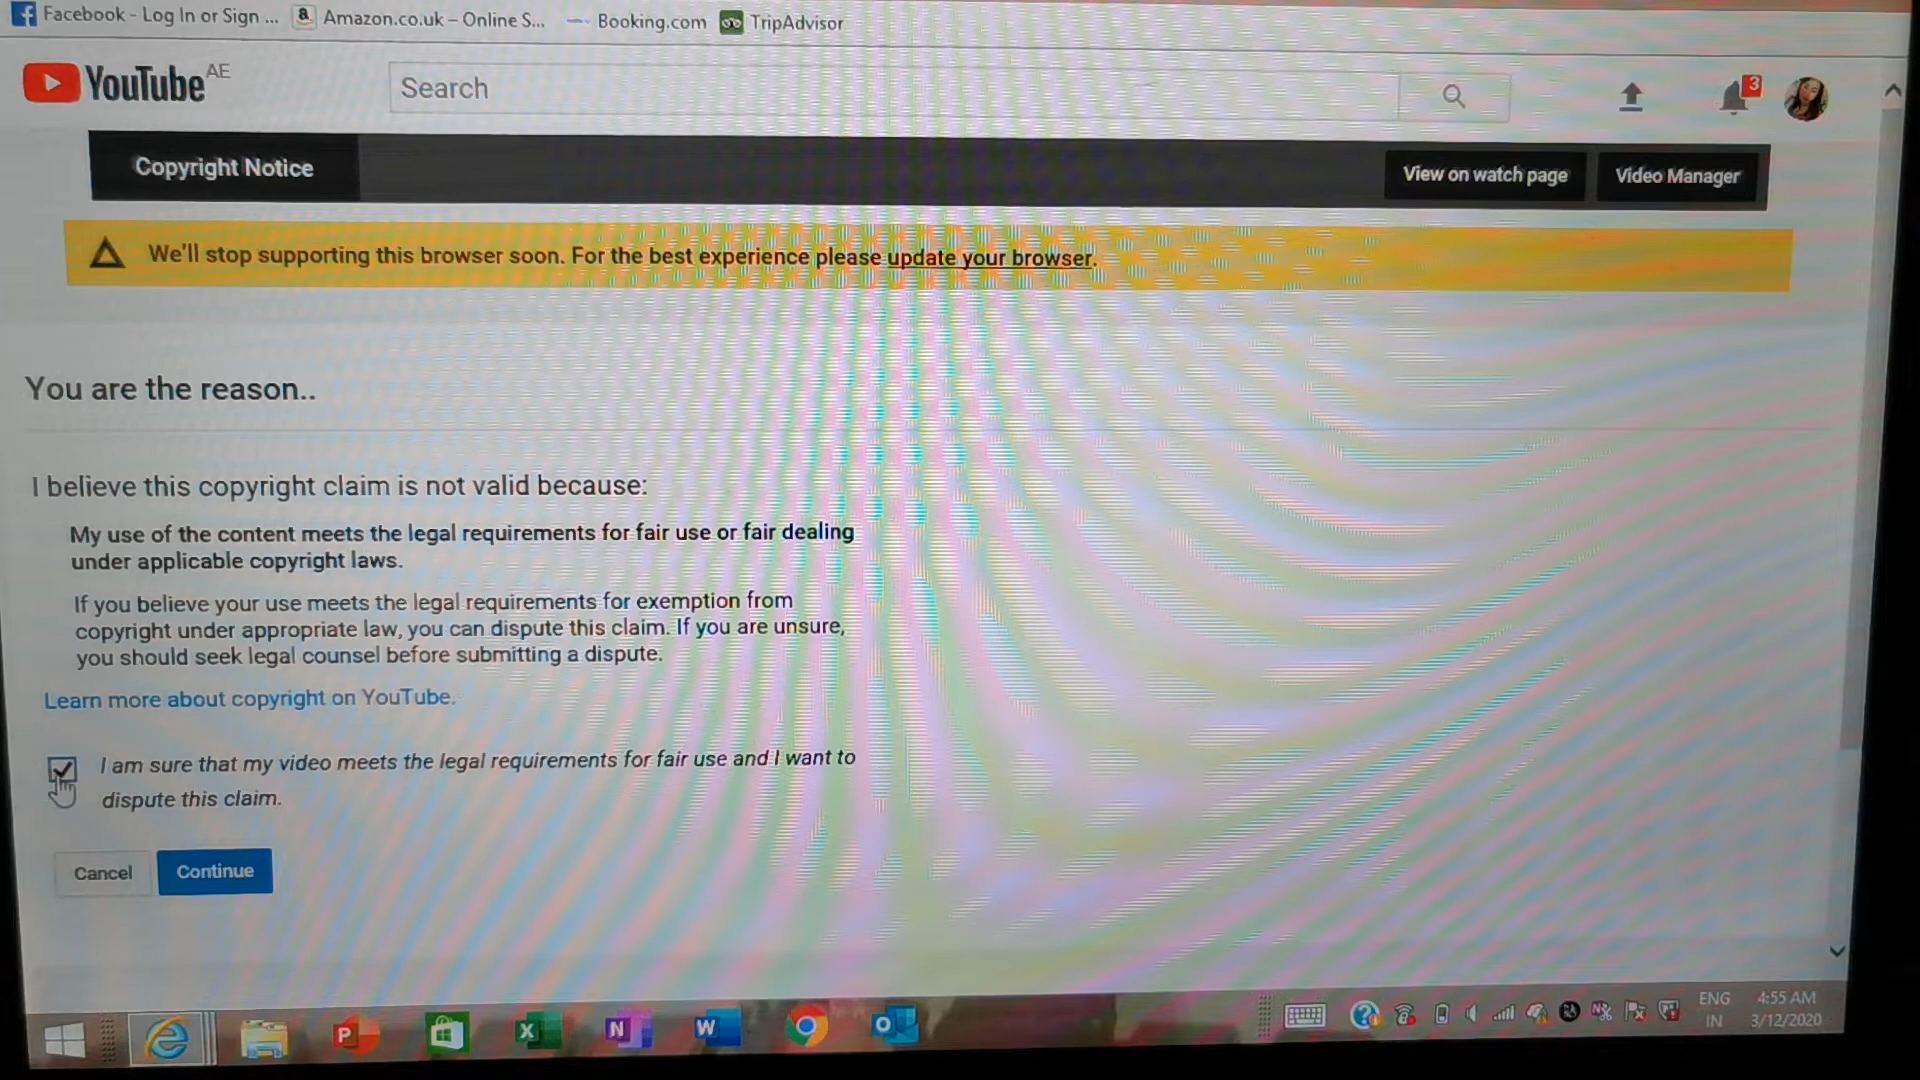 Facebook - Log In or Sign ... Amazon.co.uk – Online S... Booking.com TripAdvisor
YouTube AE Search 3
Copyright Notice View on watch page Video Manager
We'll stop supporting this browser soon. For the best experience please update your browser.
You are the reason..
I believe this copyright claim is not valid because:
My use of the content meets the legal requirements for fair use or fair dealing
under applicable copyright laws.
If you believe your use meets the legal requirements for exemption from
copyright under appropriate law, you can dispute this claim. If you are unsure,
you should seek legal counsel before submitting a dispute.
Learn more about copyright on YouTube.
I am sure that my video meets the legal requirements for fair use and I want to
dispute this claim.
Cancel Continue
ENG 4:55 AM
IN 3/12/2020